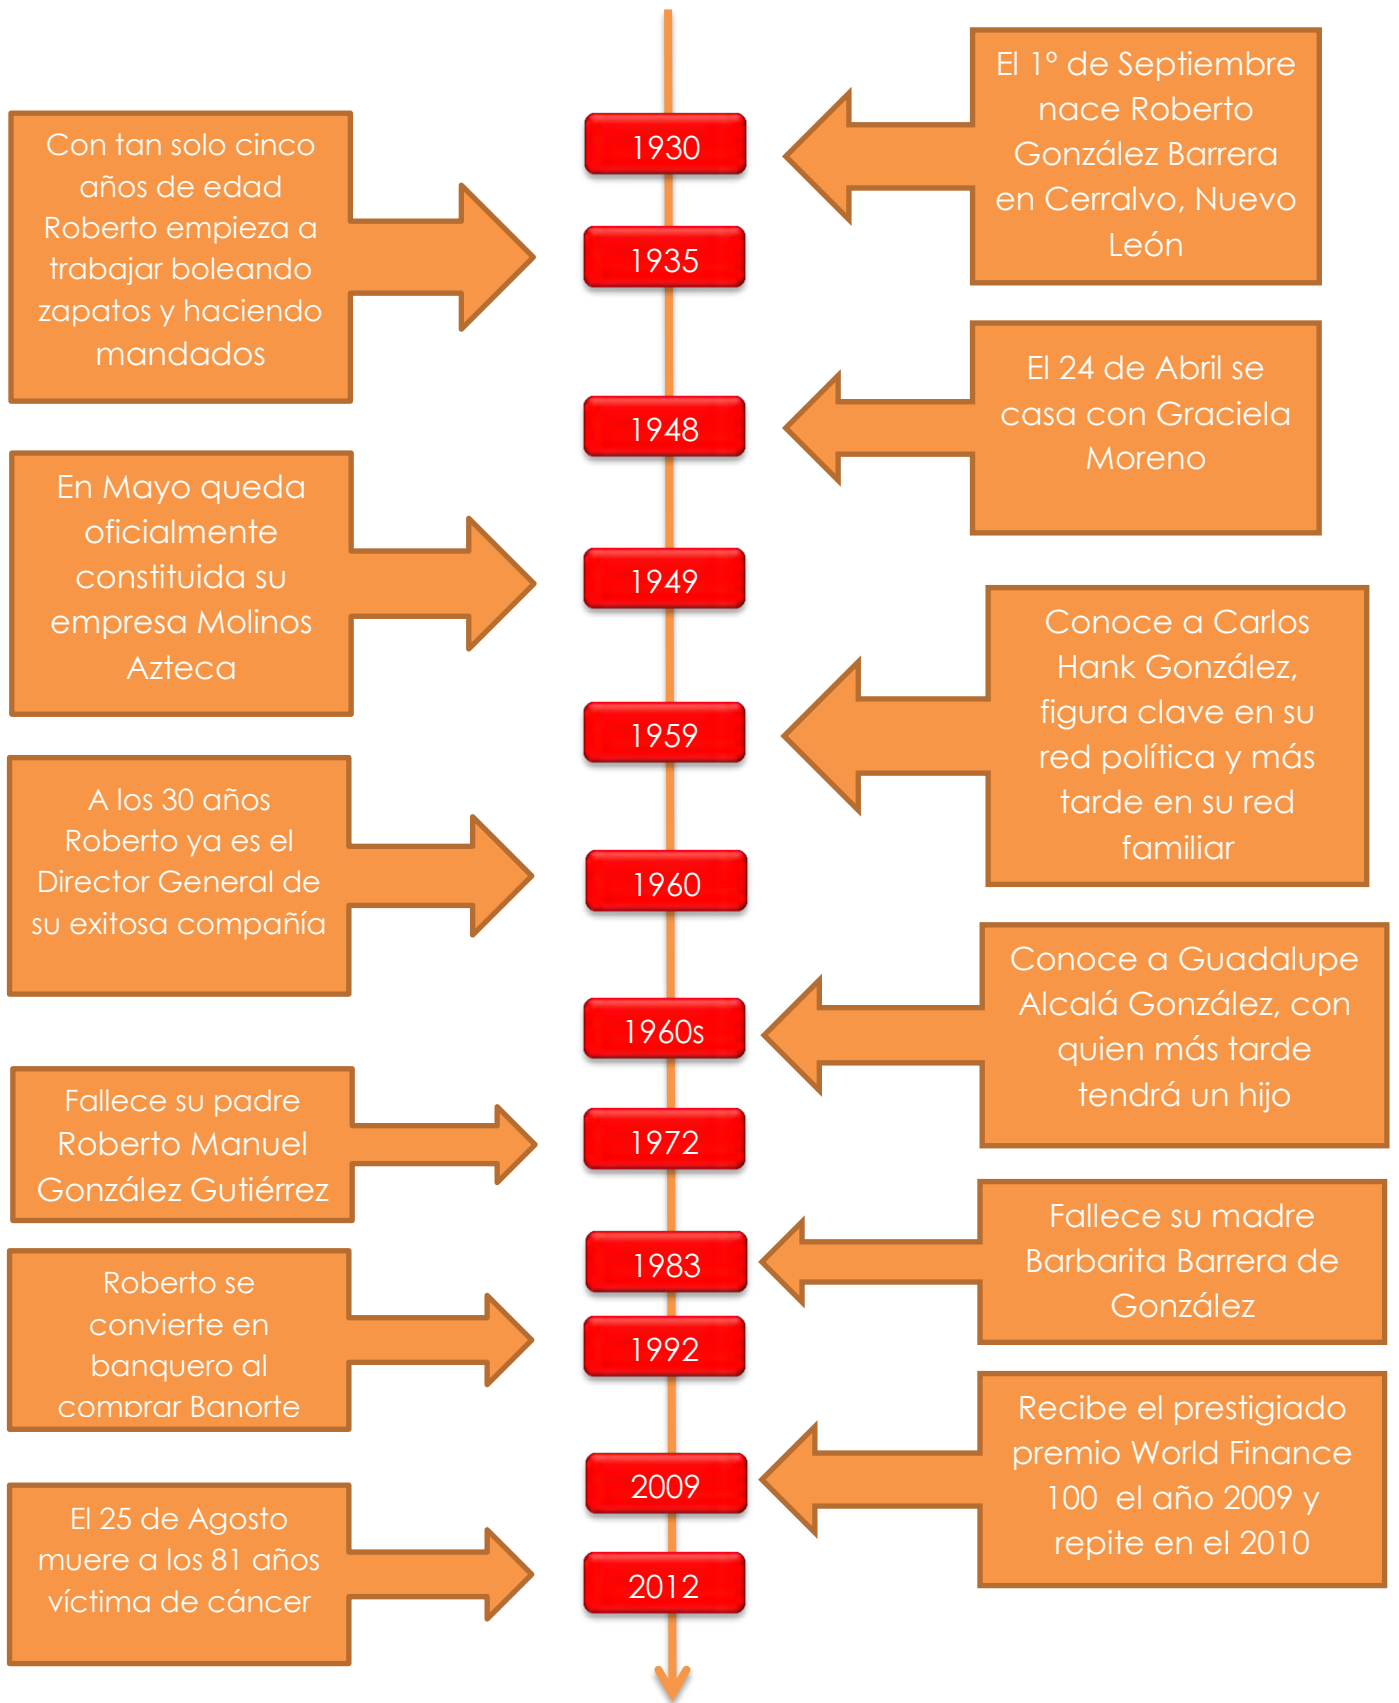 1930
El 1º de Septiembre
nace Roberto
González Barrera
en Cerralvo, Nuevo
León
Con tan solo cinco
años de edad
Roberto empieza a
trabajar boleando
zapatos y haciendo
mandados
1935
1948
El 24 de Abril se
casa con Graciela
Moreno
En Mayo queda
oficialmente
constituida su
empresa Molinos
Azteca
1949
1959
Conoce a Carlos
Hank González,
figura clave en su
red política y más
tarde en su red
familiar
A los 30 años
Roberto ya es el
Director General de
su exitosa compañía
1960
1960s
Conoce a Guadalupe
Alcalá González, con
quien más tarde
tendrá un hijo
Fallece su padre
Roberto Manuel
González Gutiérrez
1972
1983
Fallece su madre
Barbarita Barrera de
González
Roberto se
convierte en
banquero al
comprar Banorte
1992
2009
Recibe el prestigiado
premio World Finance
100  el año 2009 y
repite en el 2010
El 25 de Agosto
muere a los 81 años
víctima de cáncer
2012